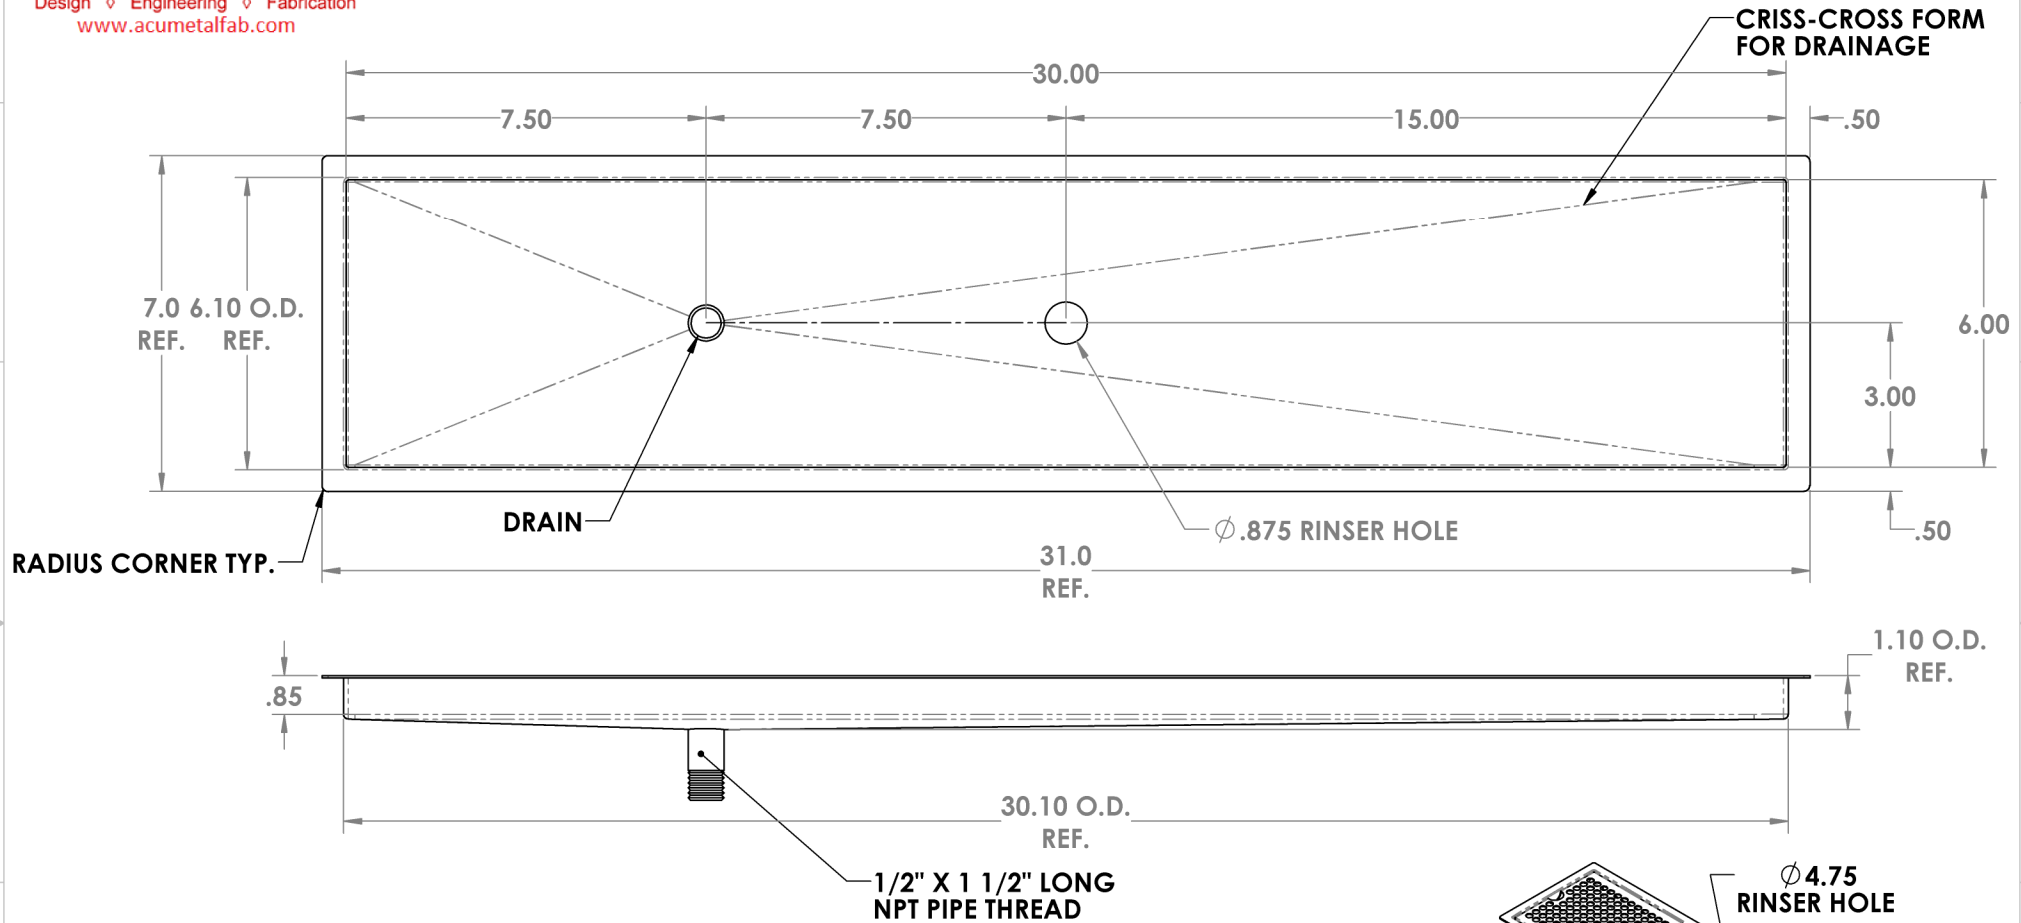 Design ◊ Engineering ◊ Fabrication
www.acumetalfab.com
CRISS-CROSS FORM
FOR DRAINAGE
30.00
7.50
7.50
15.00
.50
7.0
REF.
6.10 O.D.
REF.
6.00
3.00
.50
DRAIN
∅.875 RINSER HOLE
RADIUS CORNER TYP.
31.0
REF.
1.10 O.D.
REF.
.85
30.10 O.D.
REF.
1/2" X 1 1/2" LONG
NPT PIPE THREAD
∅4.75
RINSER HOLE